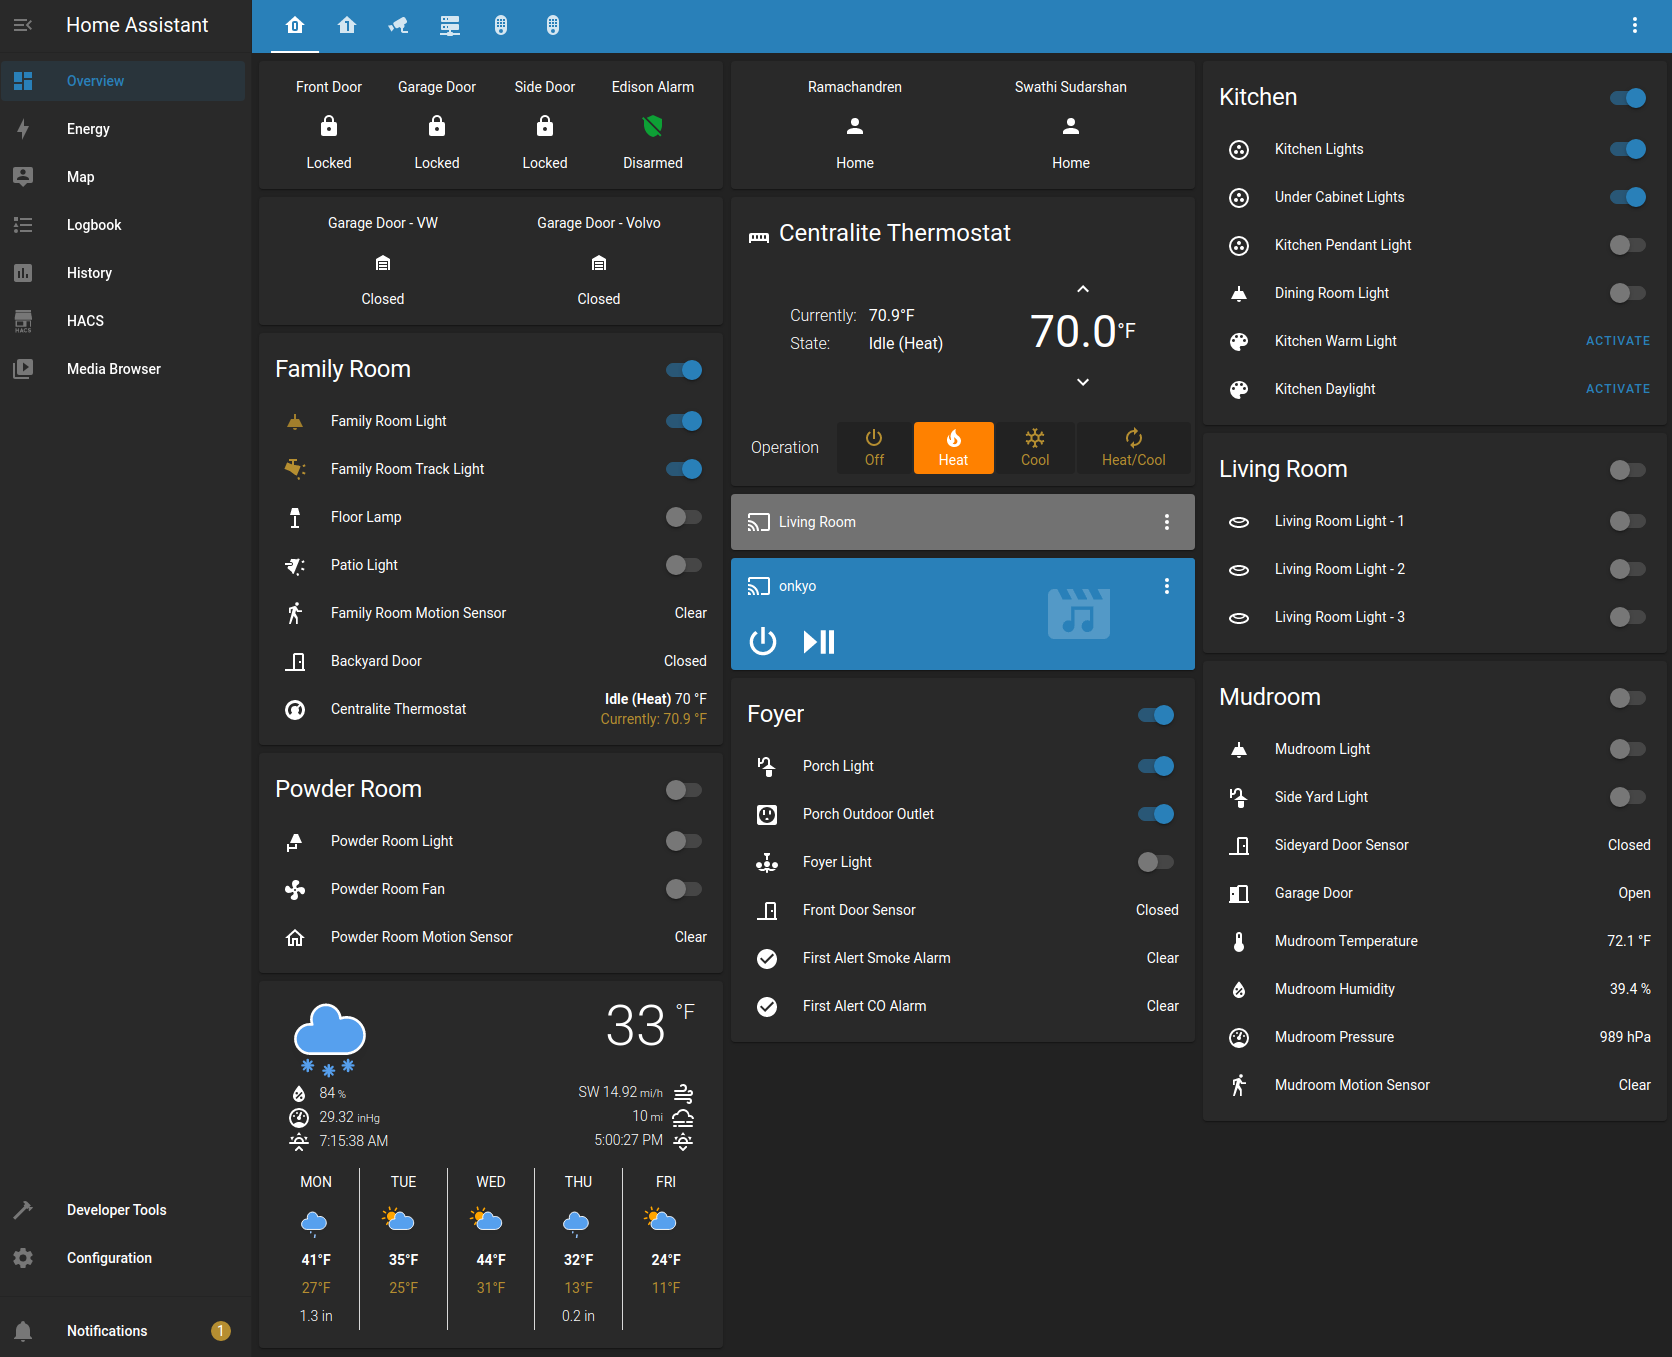 Home Assistant
Overview
Energy
Map
Logbook
History
HACS
HACS
Media Browser
Developer Tools
Configuration
Notifications 1
0
1
Front Door Garage Door Side Door Edison Alarm
Locked Locked Locked Disarmed
Garage Door - VW Garage Door - Volvo
Closed Closed
Family Room
Family Room Light
Family Room Track Light
Floor Lamp
Patio Light
Family Room Motion Sensor Clear
Backyard Door Closed
Centralite Thermostat Idle (Heat) 70 °F
Currently: 70.9 °F
Powder Room
Powder Room Light
Powder Room Fan
Powder Room Motion Sensor Clear
33 °F
84 % SW 14.92 mi/h
29.32 inHg 10 mi
7:15:38 AM 5:00:27 PM
MON TUE WED THU FRI
41°F 35°F 44°F 32°F 24°F
27°F 25°F 31°F 13°F 11°F
1.3 in 0.2 in
Ramachandren Swathi Sudarshan
Home Home
Centralite Thermostat
Currently: 70.9°F
State: Idle (Heat)
70.0 °F
Operation Off Heat Cool Heat/Cool
Living Room
onkyo
Foyer
Porch Light
Porch Outdoor Outlet
Foyer Light
Front Door Sensor Closed
First Alert Smoke Alarm Clear
First Alert CO Alarm Clear
Kitchen
Kitchen Lights
Under Cabinet Lights
Kitchen Pendant Light
Dining Room Light
Kitchen Warm Light ACTIVATE
Kitchen Daylight ACTIVATE
Living Room
Living Room Light - 1
Living Room Light - 2
Living Room Light - 3
Mudroom
Mudroom Light
Side Yard Light
Sideyard Door Sensor Closed
Garage Door Open
Mudroom Temperature 72.1 °F
Mudroom Humidity 39.4 %
Mudroom Pressure 989 hPa
Mudroom Motion Sensor Clear